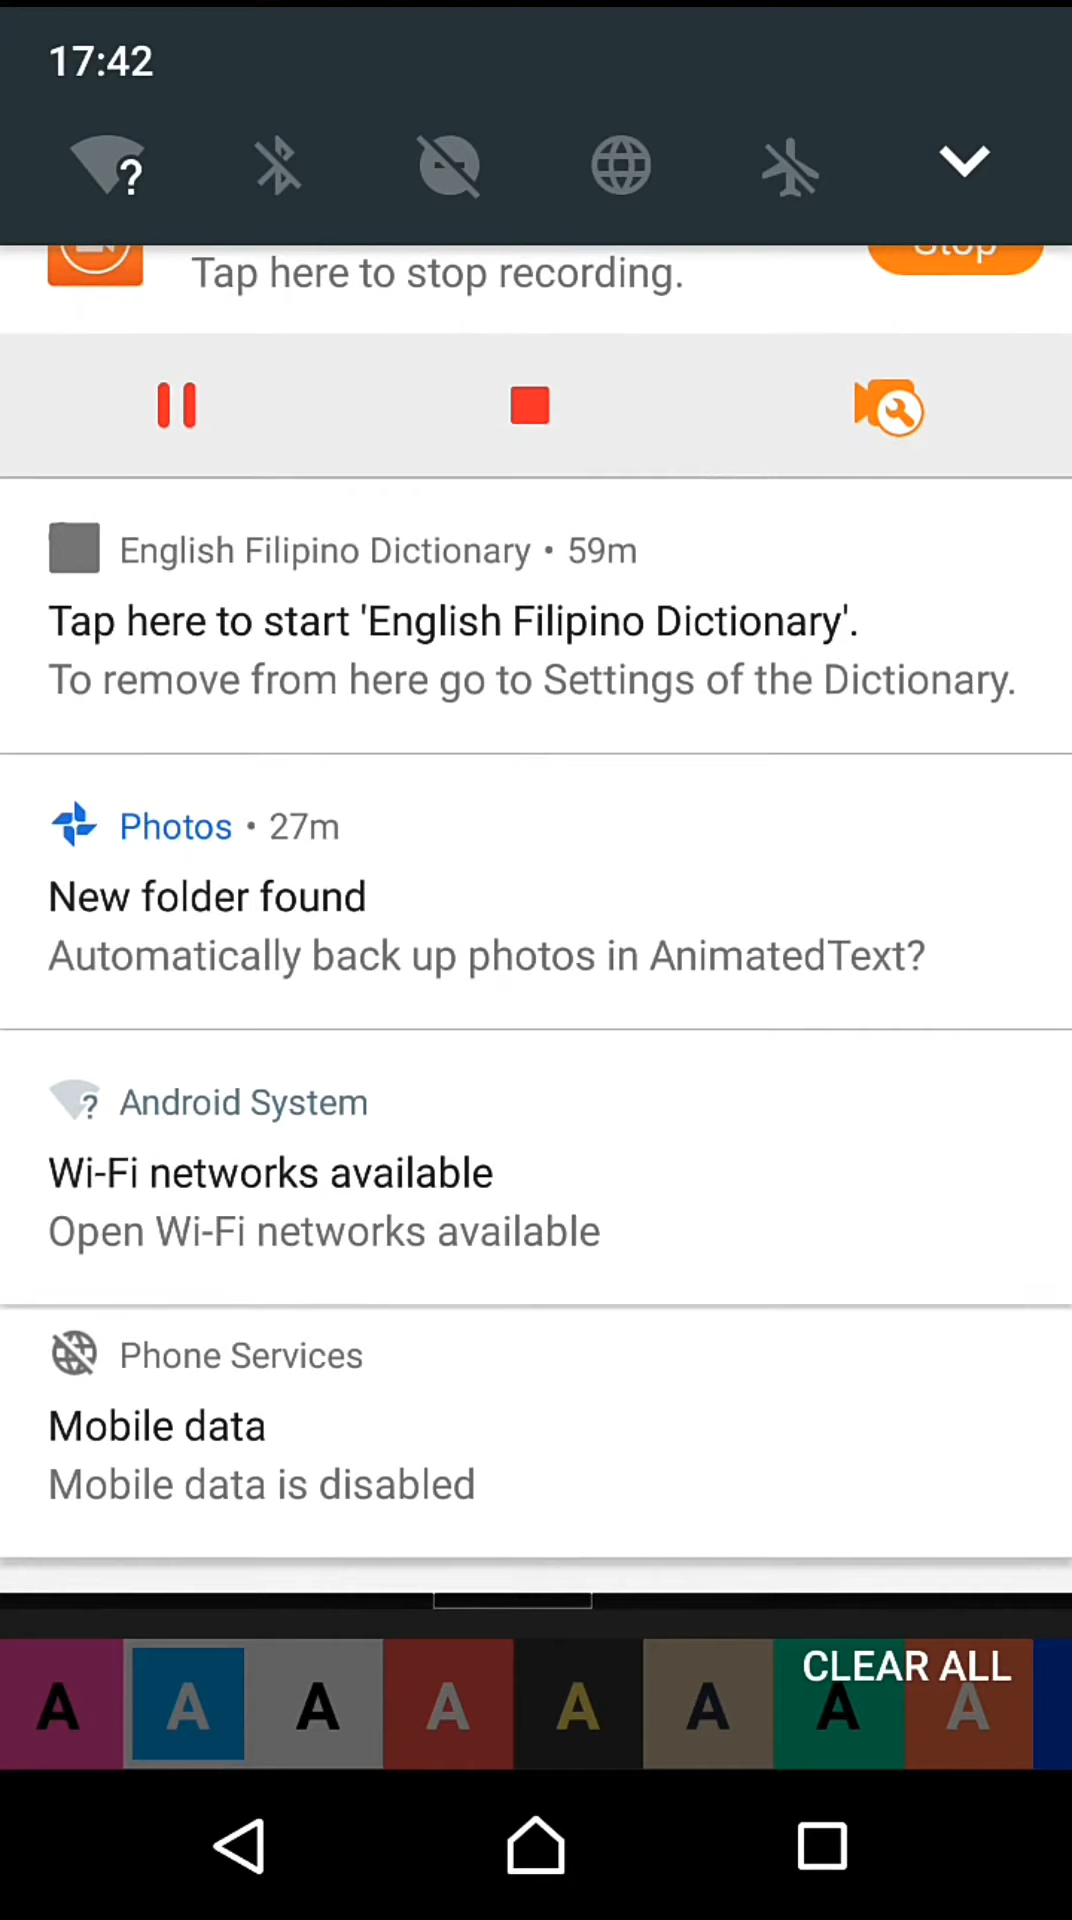 17:42
Stop
Tap here to stop recording.
English Filipino Dictionary • 59m
Tap here to start 'English Filipino Dictionary'.
To remove from here go to Settings of the Dictionary.
Photos • 27m
New folder found
Automatically back up photos in AnimatedText?
? Android System
Wi-Fi networks available
Open Wi-Fi networks available
Phone Services
Mobile data
Mobile data is disabled
CLEAR ALL
A A A A A A A A